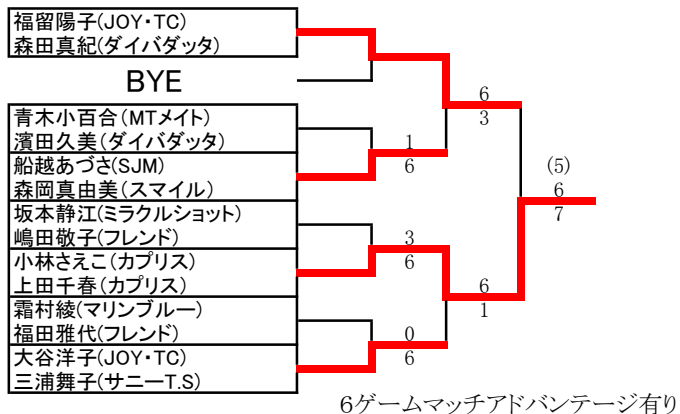 福留陽子(JOY・TC)
森田真紀(ダイバダッタ)
BYE
青木小百合(MTメイト)
濱田久美(ダイバダッタ)
船越あづさ(SJM)
森岡真由美(スマイル)
坂本静江(ミラクルショット)
嶋田敬子(フレンド)
小林さえこ(カプリス)
上田千春(カプリス)
霜村綾(マリンブルー)
福田雅代(フレンド)
大谷洋子(JOY・TC)
三浦舞子(サニーT.S)
1
6
3
6
0
6
6
3
6
1
(5)
6
7
6ゲームマッチアドバンテージ有り